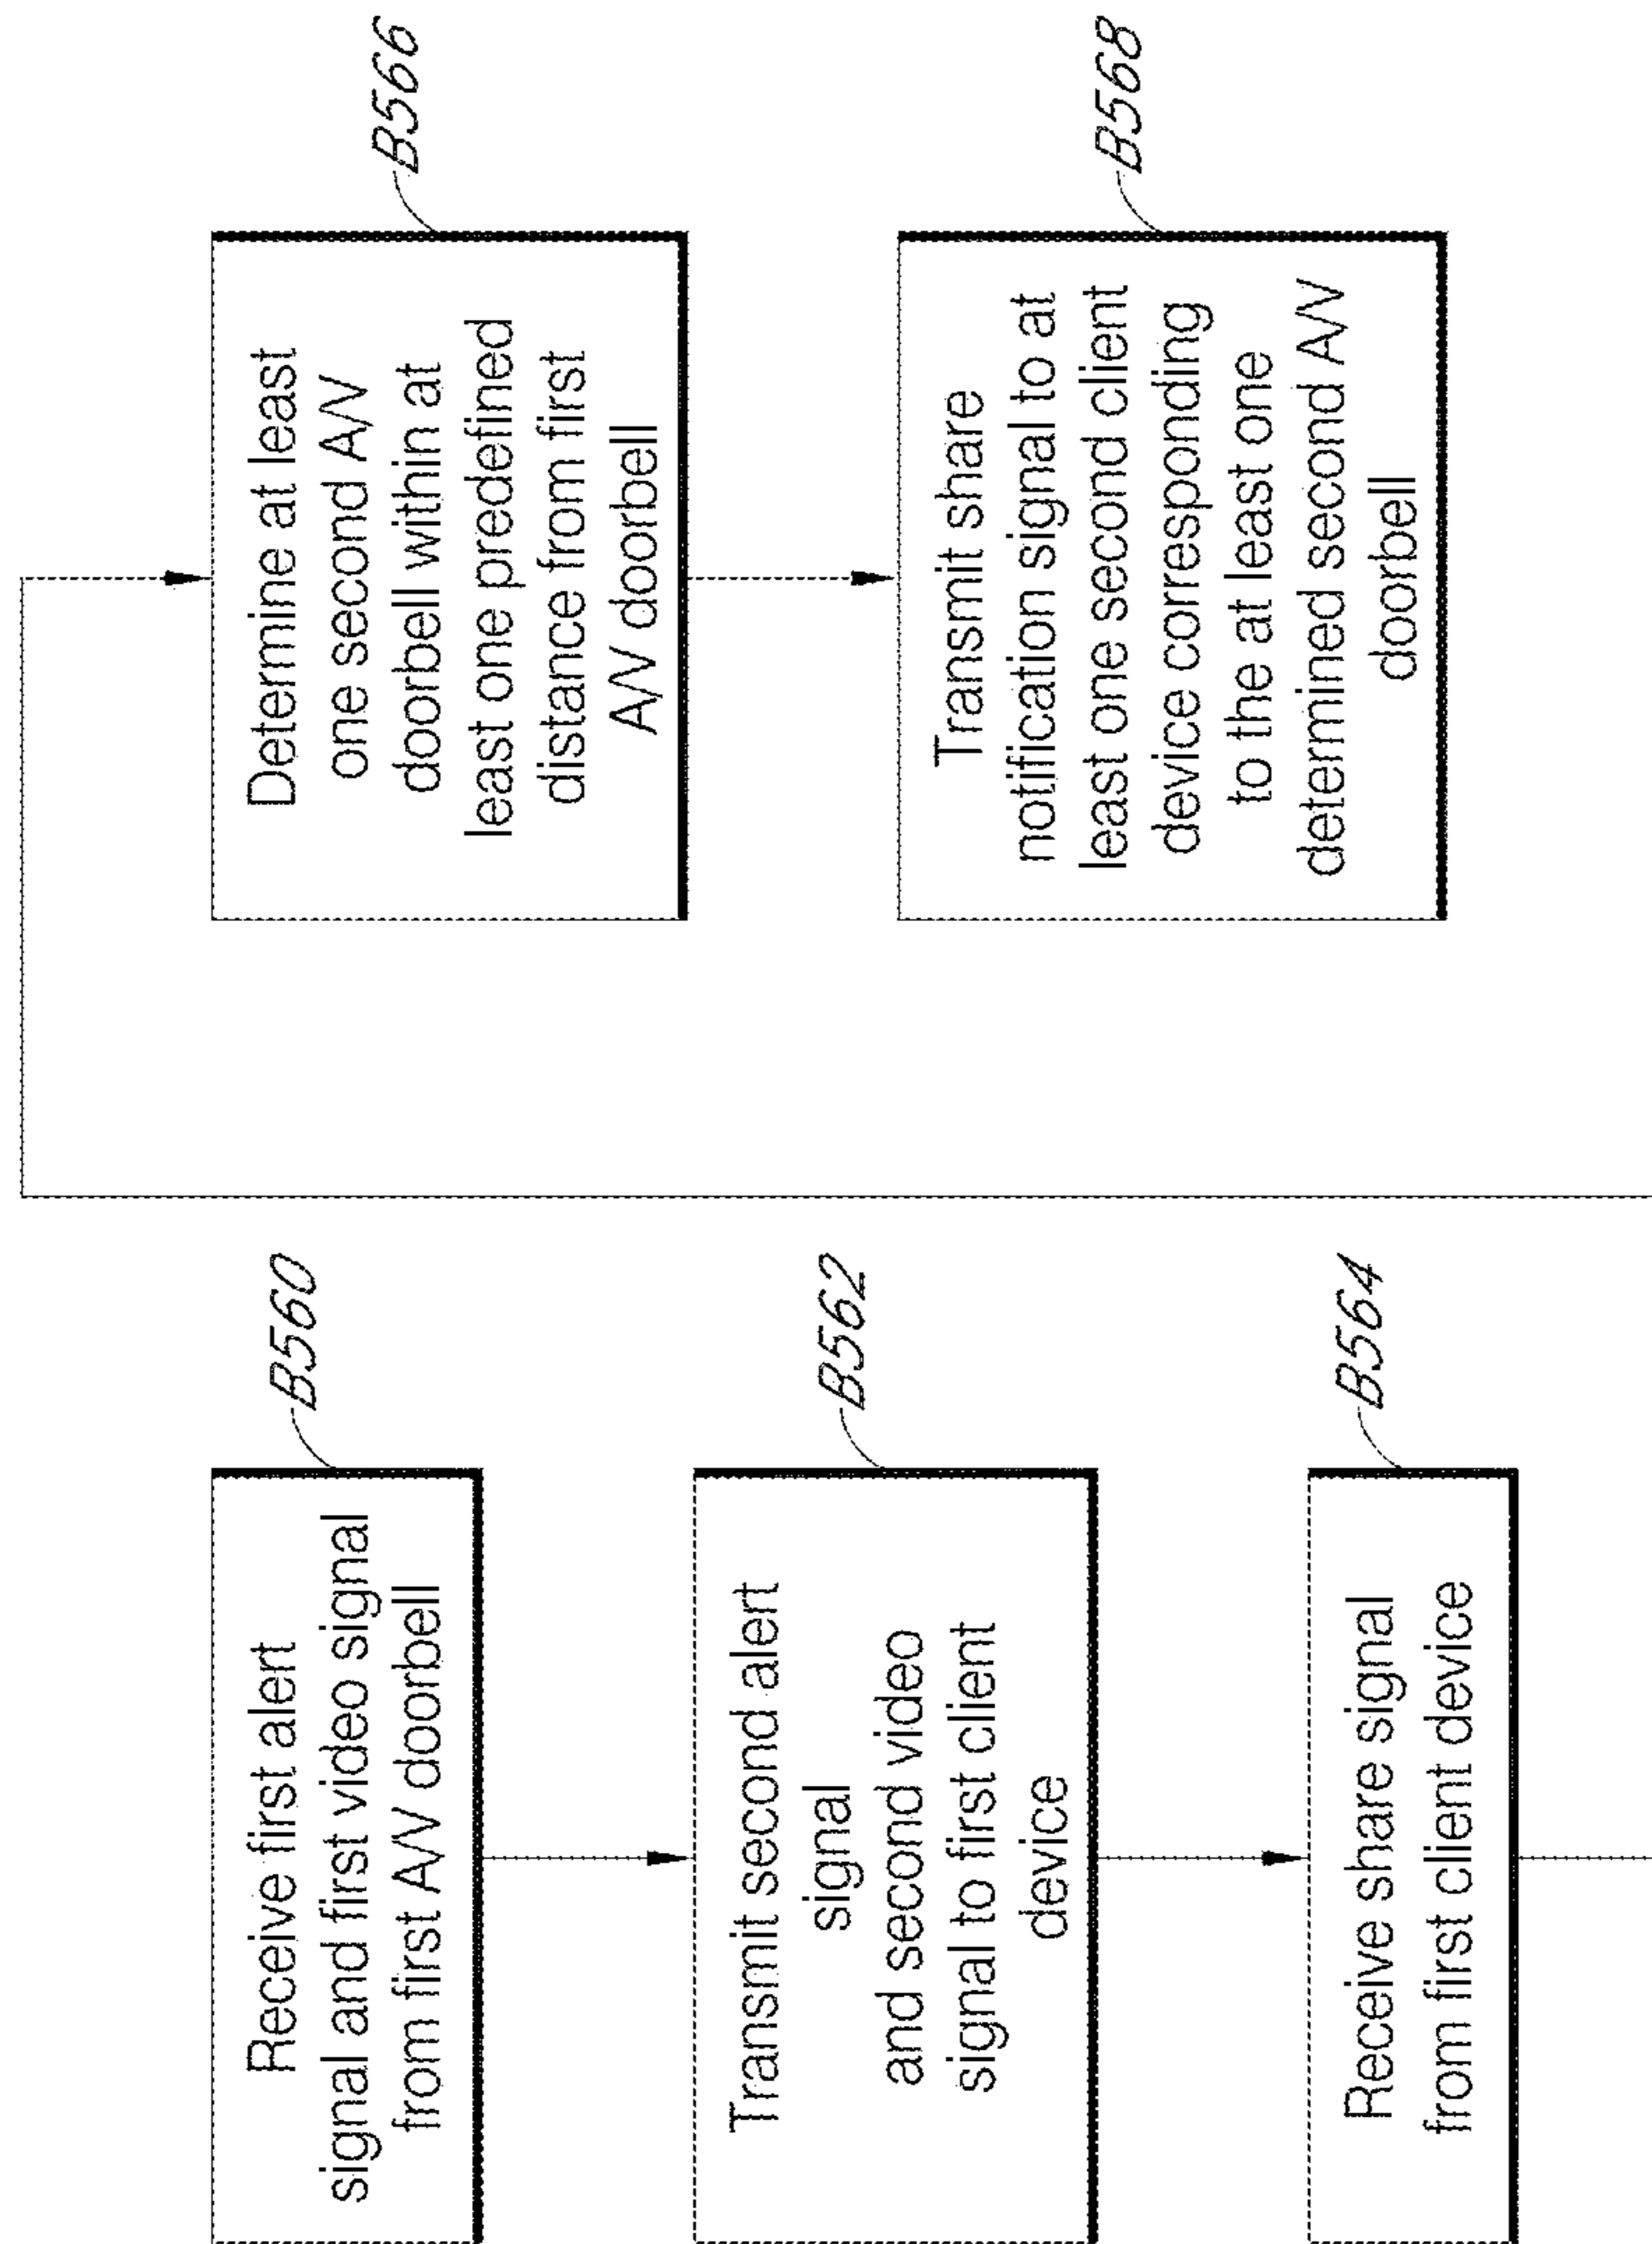 Receive first alert
signal and first video signal
from first A/V doorbell
B560
Transmit second alert
signal
and second video
signal to first client
device
B562
Receive share signal
from first client device
B564
Determine at least
one second A/V
doorbell within at
least one predefined
distance from first
A/V doorbell
B566
Transmit share
notification signal to at
least one second client
device corresponding
to the at least one
determined second A/V
doorbell
B568